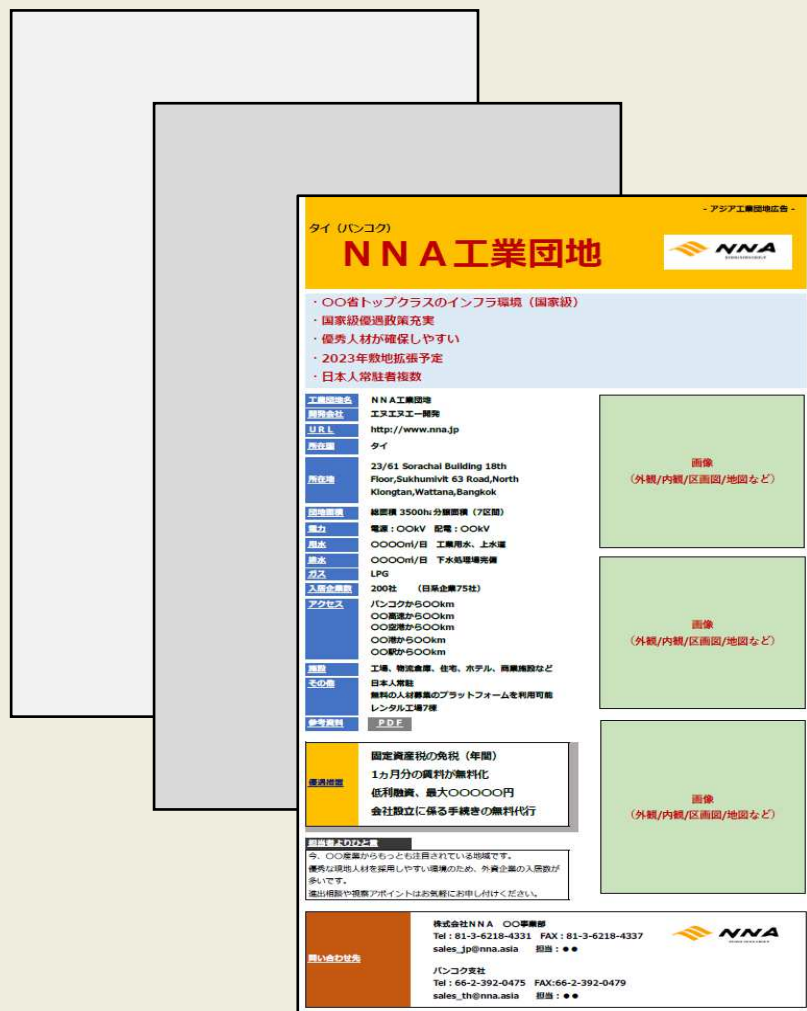 - アジア工業団地広告 -
タイ（バンコク）
ＮＮＡ工業団地
NNA
・〇〇省トップクラスのインフラ環境（国家級）
・国家級優遇政策充実
・優秀人材が確保しやすい
・2023年敷地拡張予定
・日本人常駐者複数
工業団地名 ＮＮＡ工業団地
開発会社 エヌエヌエー開発
ＵＲＬ http://www.nna.jp
所在国 タイ
所在地 23/61 Sorachai Building 18th
Floor,Sukhumivit 63 Road,North
Klongtan,Wattana,Bangkok
団地面積 総面積 3500ha 分譲面積（7区間）
電力 電源：〇〇kV 配電：〇〇kV
用水 〇〇〇〇㎥/日 工業用水、上水道
排水 〇〇〇〇㎥/日 下水処理場完備
ガス LPG
入居企業数 200社 （日系企業75社）
アクセス バンコクから〇〇km
〇〇高速から〇〇km
〇〇空港から〇〇km
〇〇港から〇〇km
〇〇駅から〇〇km
施設 工場、物流倉庫、住宅、ホテル、商業施設など
その他 日本人常駐
無料の人材募集のプラットフォームを利用可能
レンタル工場7棟
参考資料 PDF
画像
（外観/内観/区画図/地図など）
画像
（外観/内観/区画図/地図など）
画像
（外観/内観/区画図/地図など）
優遇措置
固定資産税の免税（年間）
1ヵ月分の賃料が無料化
低利融資、最大〇〇〇〇〇円
会社設立に係る手続きの無料代行
担当者よりひと言
今、〇〇産業からもっとも注目されている地域です。
優秀な現地人材を採用しやすい環境のため、外資企業の入居数が
多いです。
進出相談や視察アポイントはお気軽にお申し付けください。
問い合わせ先
株式会社ＮＮＡ 〇〇事業部
Tel：81-3-6218-4331 FAX：81-3-6218-4337
sales_jp@nna.asia 担当：●●
バンコク支社
Tel：66-2-392-0475 FAX:66-2-392-0479
sales_th@nna.asia 担当：●●
NNA